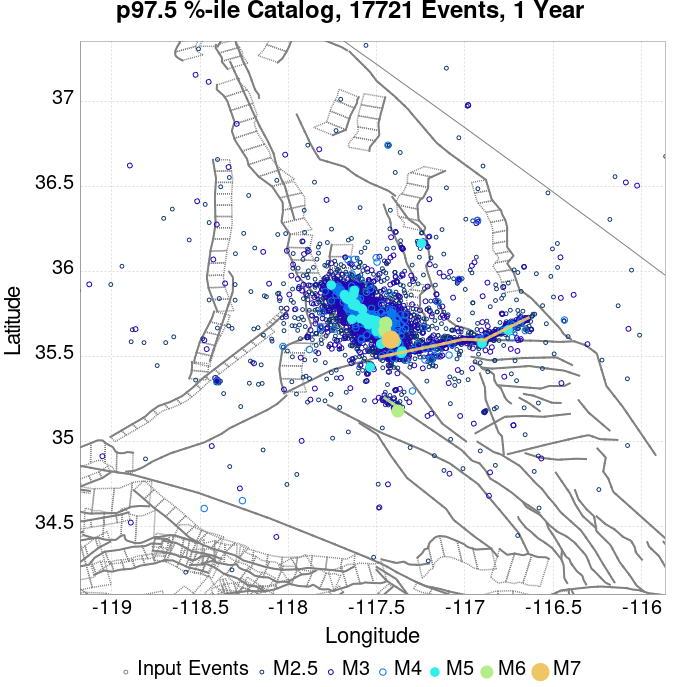 p97.5 %-ile Catalog, 17721 Events, 1 Year
37
36.5
36
35.5
35
34.5
Latitude
-119 -118.5 -118 -117.5 -117 -116.5 -116
Longitude
Input Events M2.5 M3 M4 M5 M6 M7